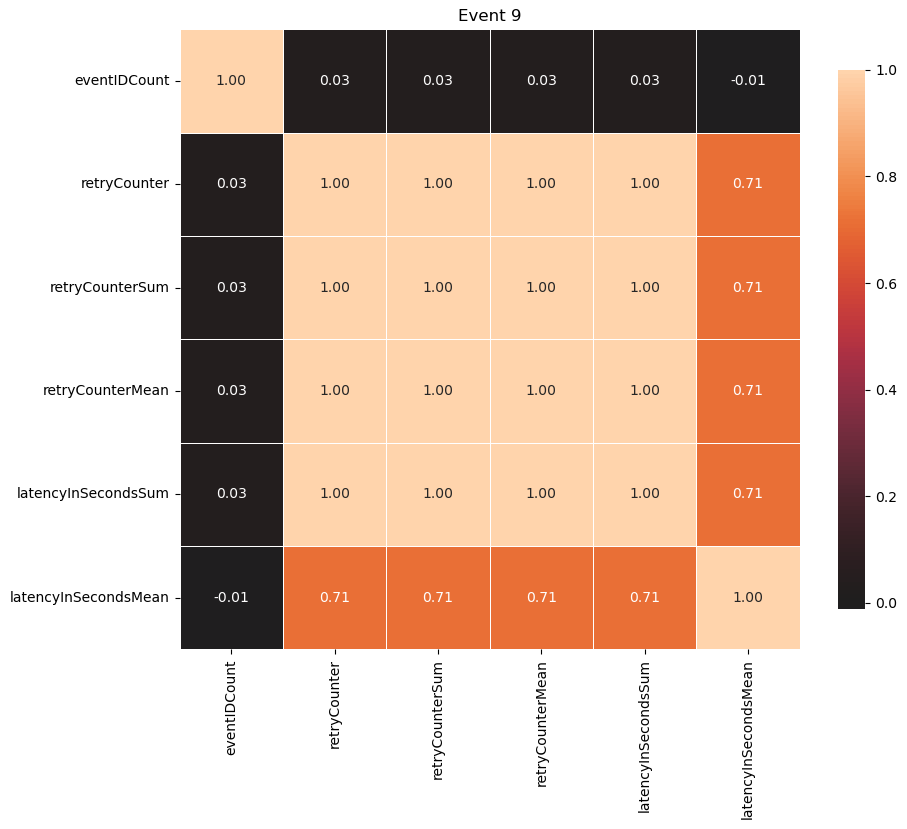 Event 9
eventIDCount 1.00 0.03 0.03 0.03 0.03 -0.01
retryCounter 0.03 1.00 1.00 1.00 1.00 0.71
retryCounterSum 0.03 1.00 1.00 1.00 1.00 0.71
retryCounterMean 0.03 1.00 1.00 1.00 1.00 0.71
latencyInSecondsSum 0.03 1.00 1.00 1.00 1.00 0.71
latencyInSecondsMean -0.01 0.71 0.71 0.71 0.71 1.00
eventIDCount
retryCounter
retryCounterSum
retryCounterMean
latencyInSecondsSum
latencyInSecondsMean
1.0
0.8
0.6
0.4
0.2
0.0